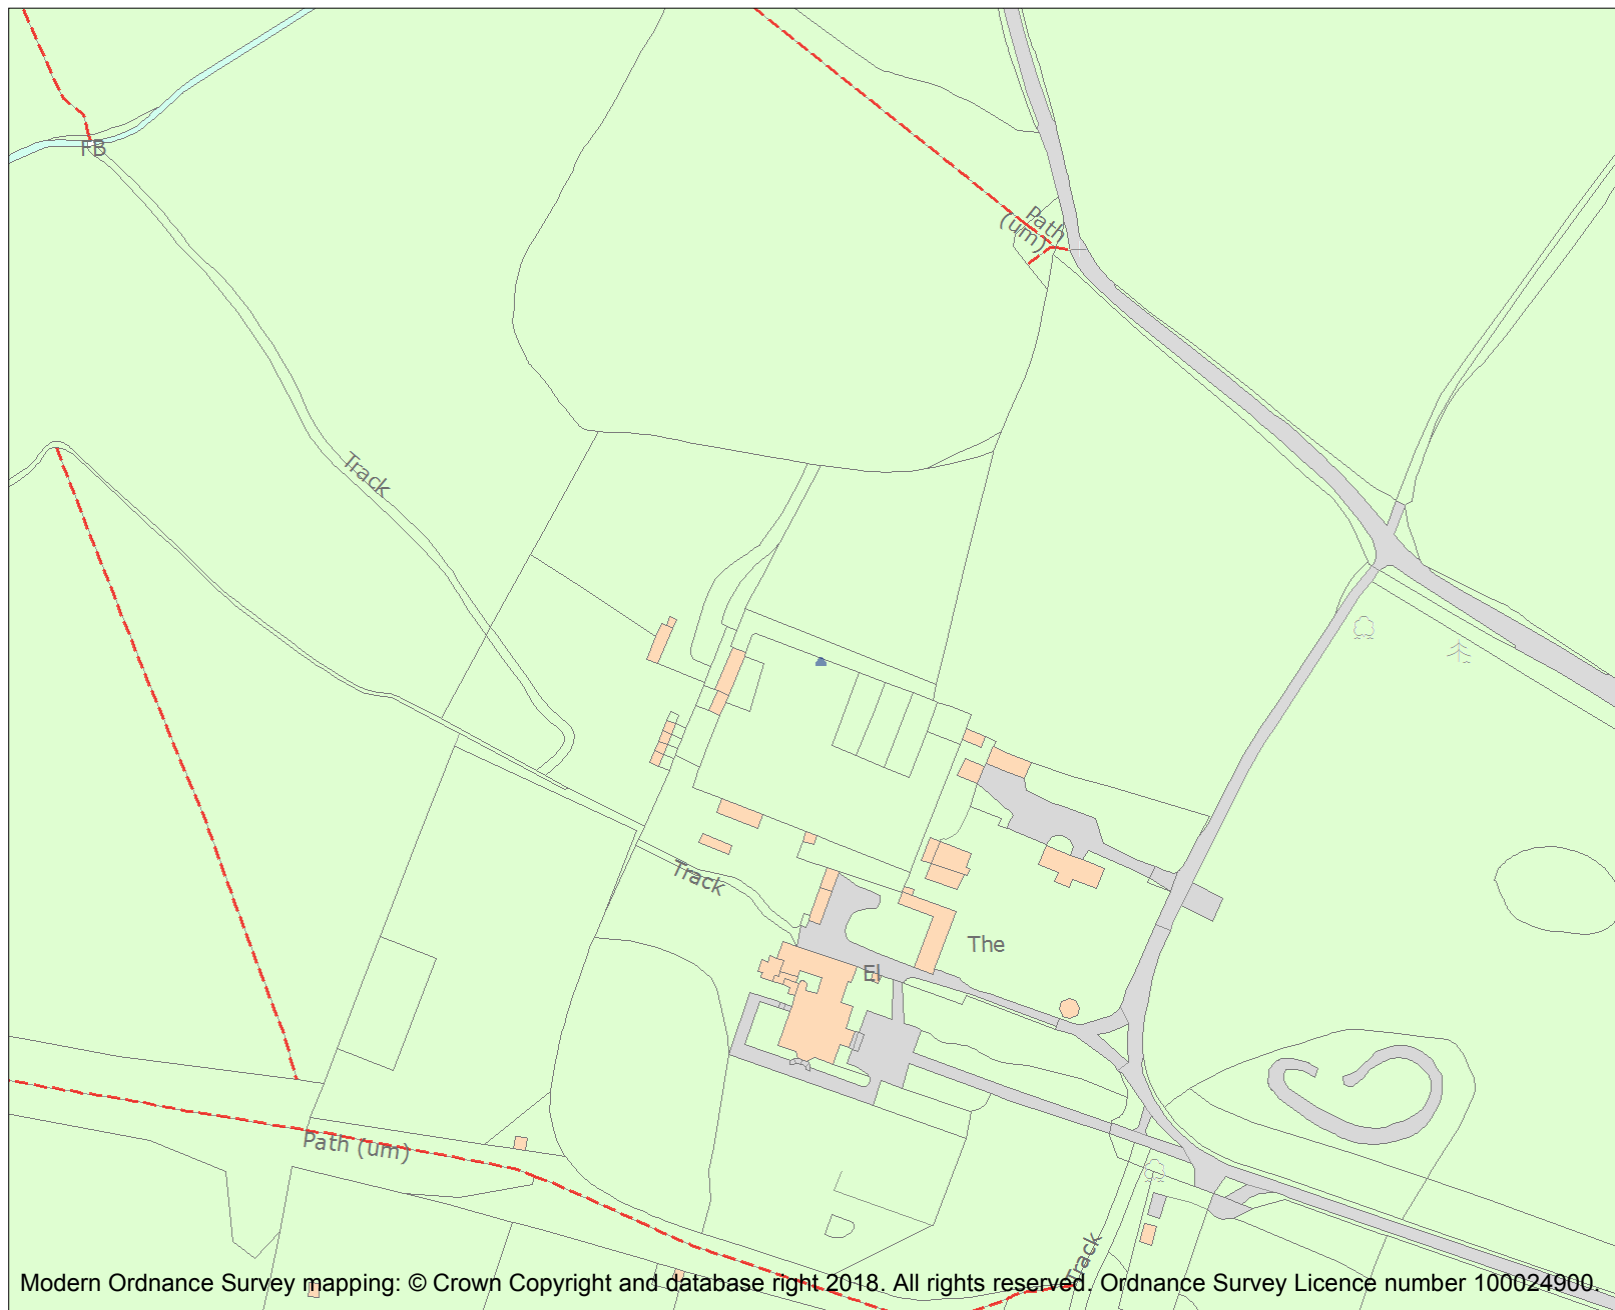 FB
Path
(um)
Track
Track
The
El
Path (um)
Track
Modern Ordnance Survey mapping: © Crown Copyright and database right 2018. All rights reserved. Ordnance Survey Licence number 100024900.